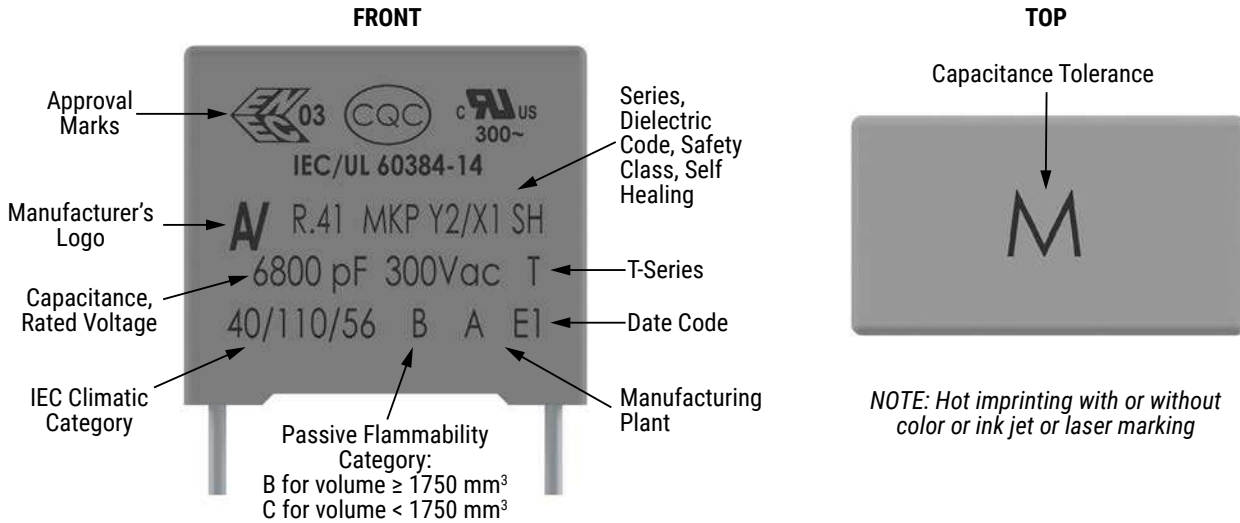 FRONT
Approval
Marks
EN
EC
03
CQC
C
RU
US
300~
IEC/UL 60384-14
Series,
Dielectric
Code, Safety
Class, Self
Healing
Manufacturer's
Logo
R.41 MKP Y2/X1 SH
6800 pF 300Vac T
T-Series
Capacitance,
Rated Voltage
40/110/56 B A E1
Date Code
IEC Climatic
Category
Passive Flammability
Category:
B for volume ≥ 1750 mm³
C for volume < 1750 mm³
Manufacturing
Plant
TOP
Capacitance Tolerance
M
NOTE: Hot imprinting with or without
color or ink jet or laser marking